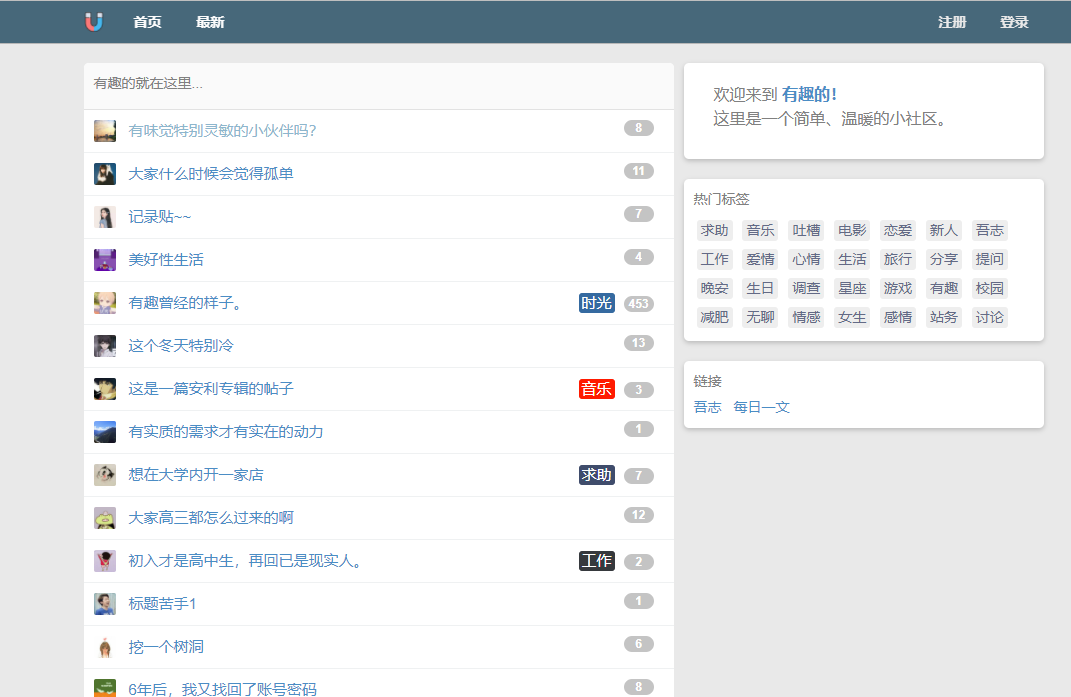 首页 最新 注册 登录
有趣的就在这里...
有味觉特别灵敏的小伙伴吗? 8
大家什么时候会觉得孤单 11
记录贴~~ 7
美好性生活 4
有趣曾经的样子。 时光 453
这个冬天特别冷 13
这是一篇安利专辑的帖子 音乐 3
有实质的需求才有实在的动力 1
想在大学内开一家店 求助 7
大家高三都怎么过来的啊 12
初入才是高中生，再回已是现实人。 工作 2
标题苦手1 1
挖一个树洞 6
6年后，我又找回了账号密码 8
欢迎来到 有趣的！
这里是一个简单、温暖的小社区。
热门标签
求助 音乐 吐槽 电影 恋爱 新人 吾志
工作 爱情 心情 生活 旅行 分享 提问
晚安 生日 调查 星座 游戏 有趣 校园
减肥 无聊 情感 女生 感情 站务 讨论
链接
吾志 每日一文